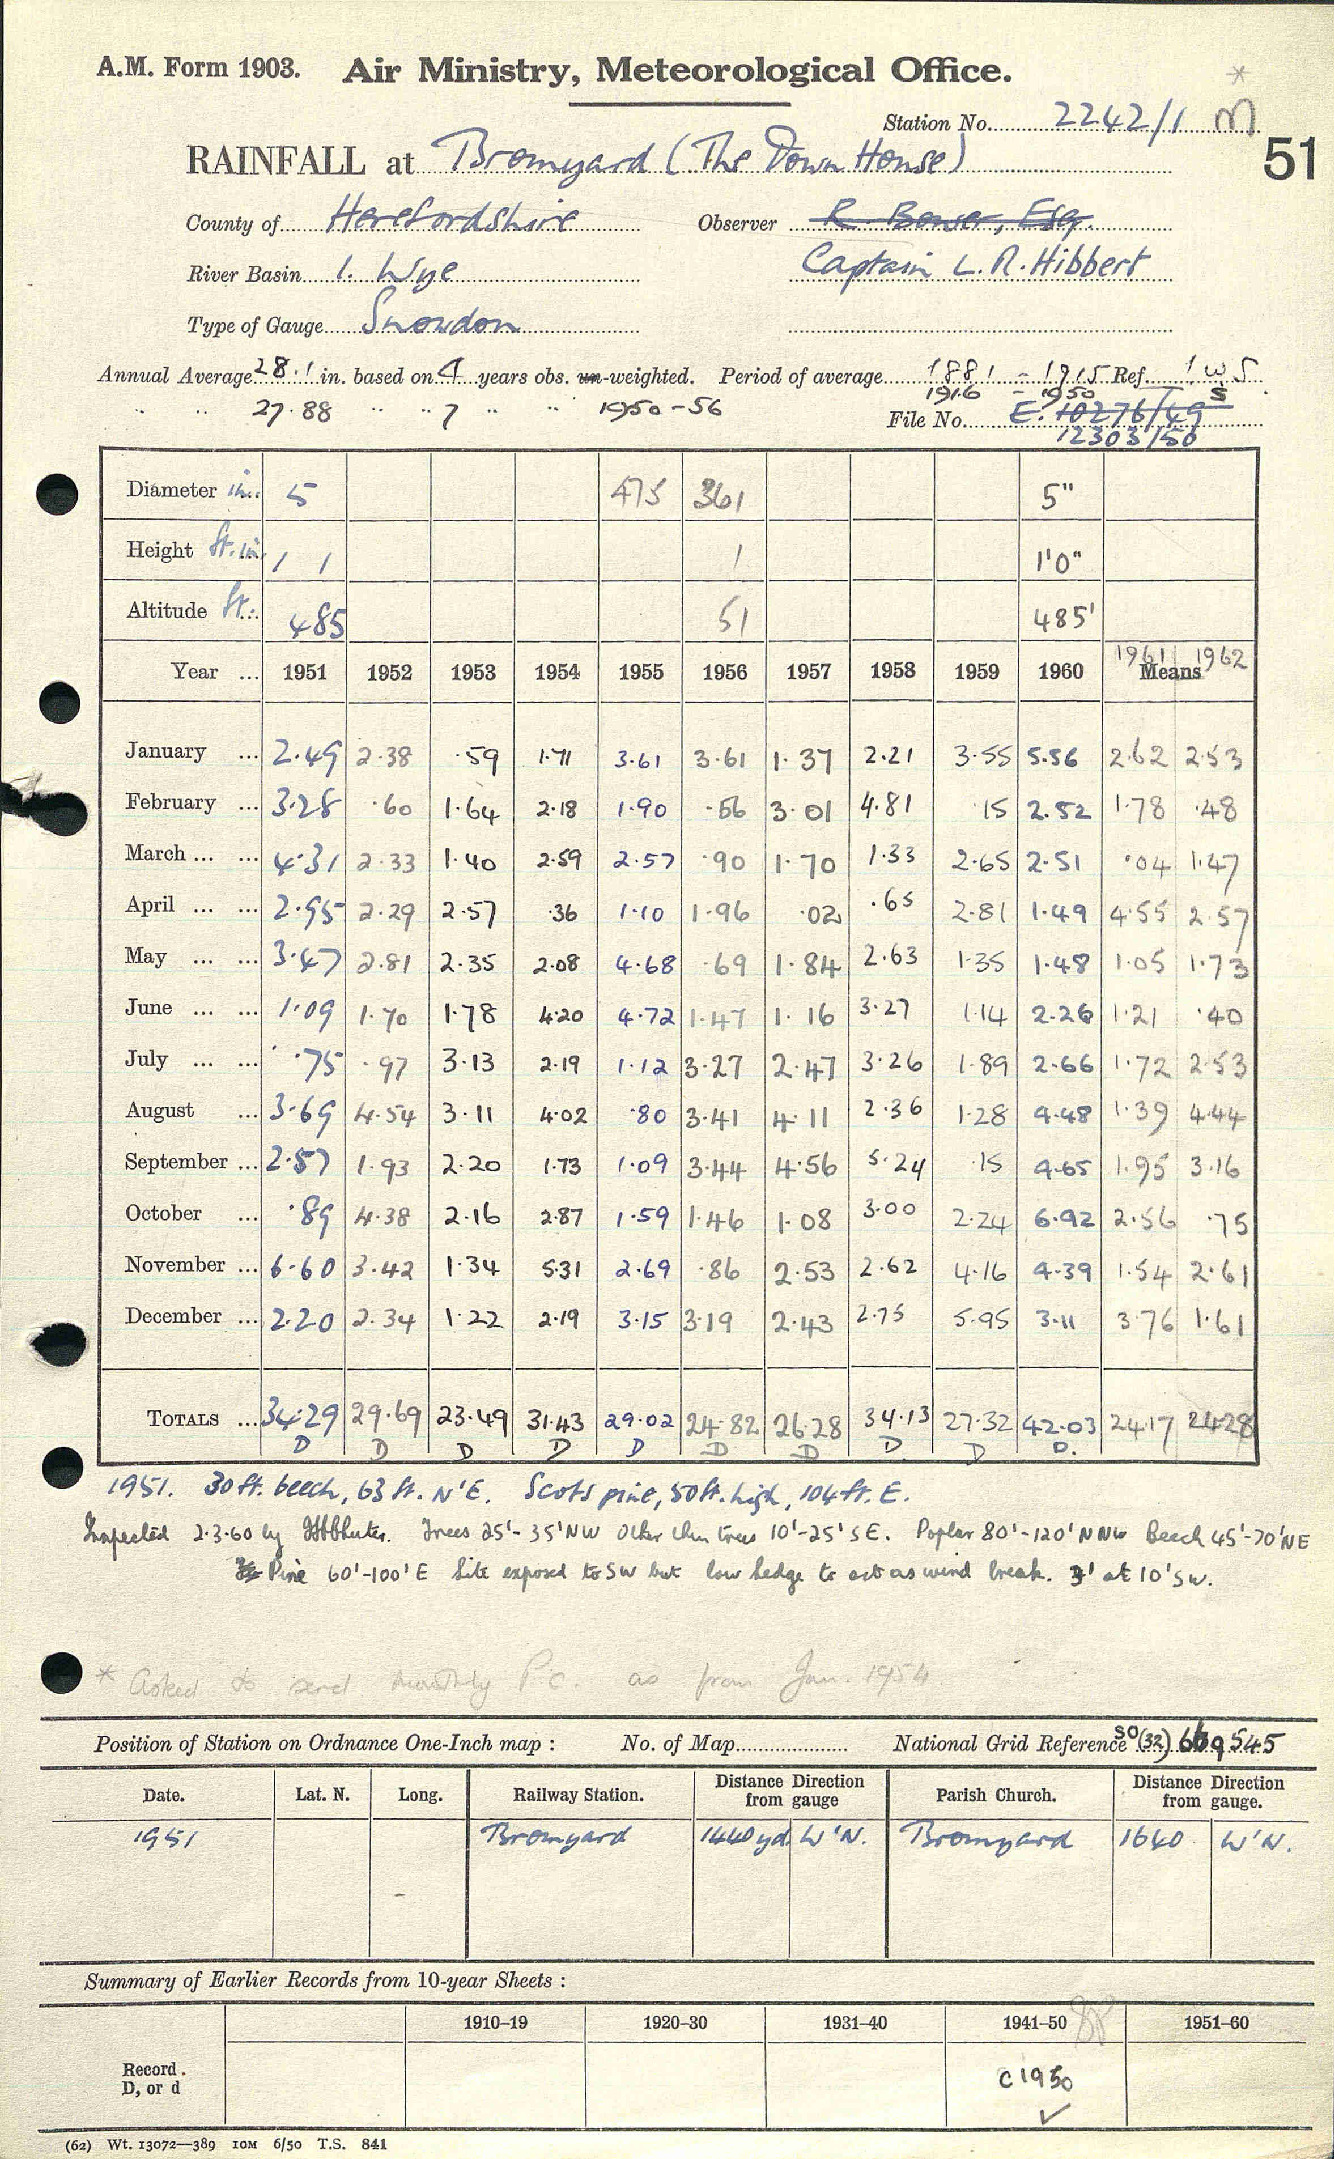 A.M. Form 1903. Air Ministry, Meteorological Office. *
Station No. 2242/1 M
51
RAINFALL at Bromyard (The Down House)
County of Herefordshire Observer R. Bower, Esq.
River Basin 1. Wye Captain L.R. Hibbert
Type of Gauge Snowdon
Annual Average 28.1 in. based on 4 years obs. un-weighted. Period of average 1881 - 1915 Ref. 1WS
" " 27.88 " " 7 " " 1950-56 1916 - 1950 S
File No. E. 10276/49
12303/50
Diameter in. 5 475 361 5"
Height ft. in. 1 1 1 1'0"
Altitude ft. 485 51 485'
Year ... 1951 1952 1953 1954 1955 1956 1957 1958 1959 1960 Means 1961 1962
January ... 2.49 2.38 .59 1.71 3.61 3.61 1.37 2.21 3.55 5.56 2.62 2.53
February ... 3.28 .60 1.64 2.18 1.90 .56 3.01 4.81 .15 2.52 1.78 .48
March ... ... 4.31 2.33 1.40 2.59 2.57 .90 1.70 1.33 2.65 2.51 .04 1.47
April ... ... 2.95 2.29 2.57 .36 1.10 1.96 .02 .65 2.81 1.49 4.55 2.57
May ... ... 3.47 2.81 2.35 2.08 4.68 .69 1.84 2.63 1.35 1.48 1.05 1.73
June ... ... 1.09 1.70 1.78 4.20 4.72 1.47 1.16 3.27 1.14 2.26 1.21 .40
July ... ... .75 .97 3.13 2.19 1.12 3.27 2.47 3.26 1.89 2.66 1.72 2.53
August ... 3.69 4.54 3.11 4.02 .80 3.41 4.11 2.36 1.28 4.48 1.39 4.44
September ... 2.57 1.93 2.20 1.73 1.09 3.44 4.56 5.24 .15 4.65 1.95 3.16
October ... .89 4.38 2.16 2.87 1.59 1.46 1.08 3.00 2.24 6.92 2.56 .75
November ... 6.60 3.42 1.34 5.31 2.69 .86 2.53 2.62 4.16 4.39 1.54 2.61
December ... 2.20 2.34 1.22 2.19 3.15 3.19 2.43 2.75 5.95 3.11 3.76 1.61
TOTALS ... 34.29 29.69 23.49 31.43 29.02 24.82 26.28 34.13 27.32 42.03 24.17 24.28
D D D D D D D D D D.
1951. 30 ft. beech, 63 ft. N'E. Scots pine, 50 ft. high, 104 ft. E.
Inspected 2.3.60 by Trees 25'-35' NW Other thin trees 10'-25' SE. Poplar 80'-120' NNW Beech 45'-70' NE
Pine 60'-100' E Site exposed to SW but low hedge to act as wind break. 3' at 10' SW.
* Asked to send monthly P.C. as from Jan. 1954
Position of Station on Ordnance One-Inch map : No. of Map National Grid Reference SO (32) 669545
Date. Lat. N. Long. Railway Station. Distance Direction from gauge Parish Church. Distance Direction from gauge.
1951 Bromyard 1440 yd. W'N. Bromyard 1640 W'N.
Summary of Earlier Records from 10-year Sheets :
1910–19 1920–30 1931–40 1941–50 1951–60
Record. D, or d c 1950
(62) Wt. 13072—389 10M 6/50 T.S. 841